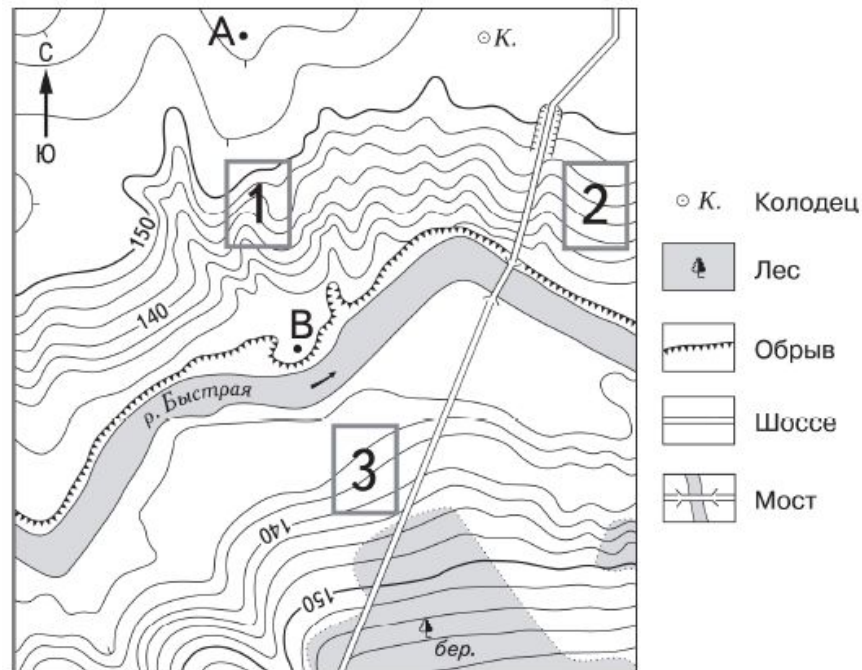 А
К.
С
Ю
1
2
150
140
В
р. Быстрая
3
140
150
бер.
К. Колодец
Лес
Обрыв
Шоссе
Мост